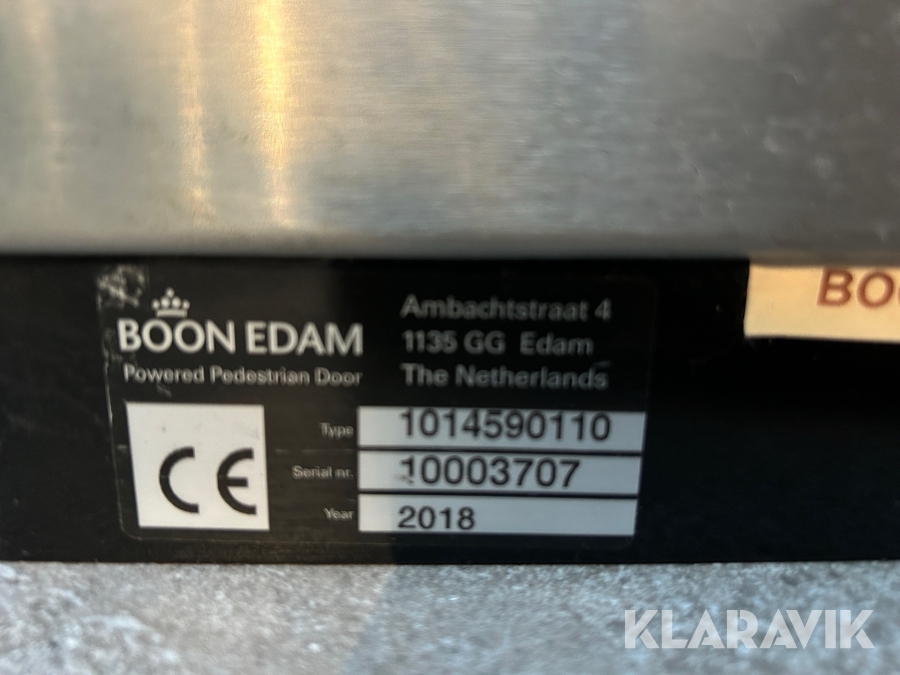 BOON EDAM
Powered Pedestrian Door
Ambachtstraat 4
1135 GG Edam
The Netherlands
CE
Type 1014590110
Serial nr. 10003707
Year 2018
KLARAVIK